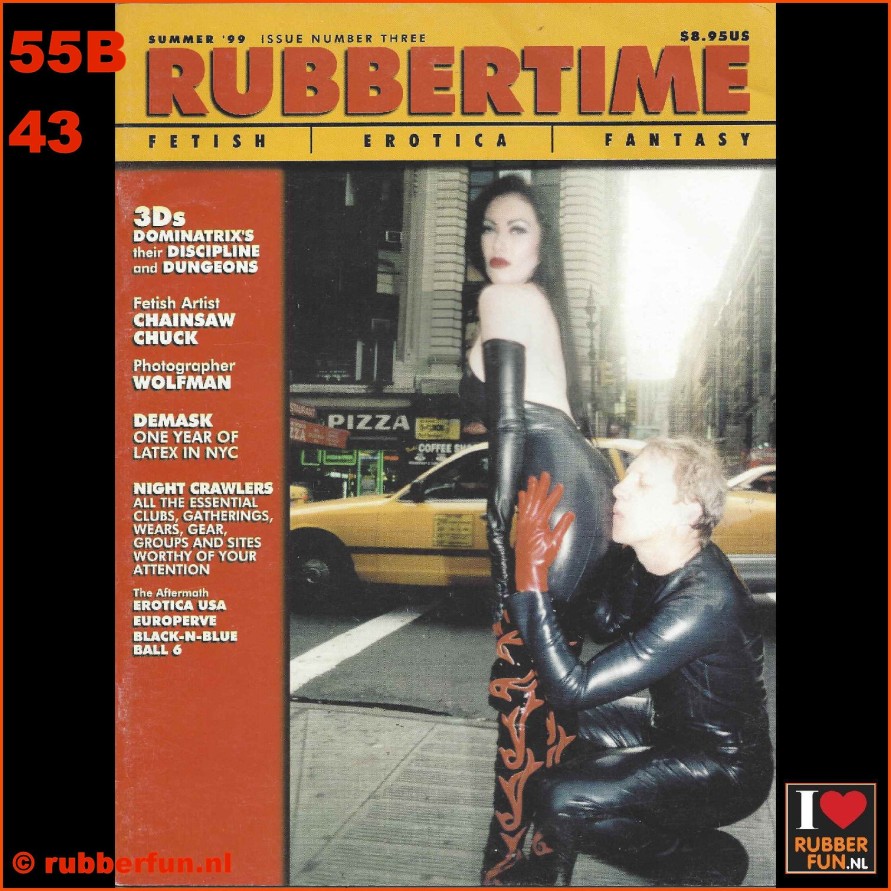 55B
43
SUMMER '99 ISSUE NUMBER THREE
$8.95US
RUBBERTIME
FETISH | EROTICA | FANTASY
3Ds
DOMINATRIX'S
their DISCIPLINE
and DUNGEONS
Fetish Artist
CHAINSAW
CHUCK
Photographer
WOLFMAN
DEMASK
ONE YEAR OF
LATEX IN NYC
NIGHT CRAWLERS
ALL THE ESSENTIAL
CLUBS, GATHERINGS,
WEARS, GEAR,
GROUPS AND SITES
WORTHY OF YOUR
ATTENTION
The Aftermath
EROTICA USA
EUROPERVE
BLACK-N-BLUE
BALL 6
PIZZA
COFFEE
© rubberfun.nl
I
RUBBER
FUN.NL